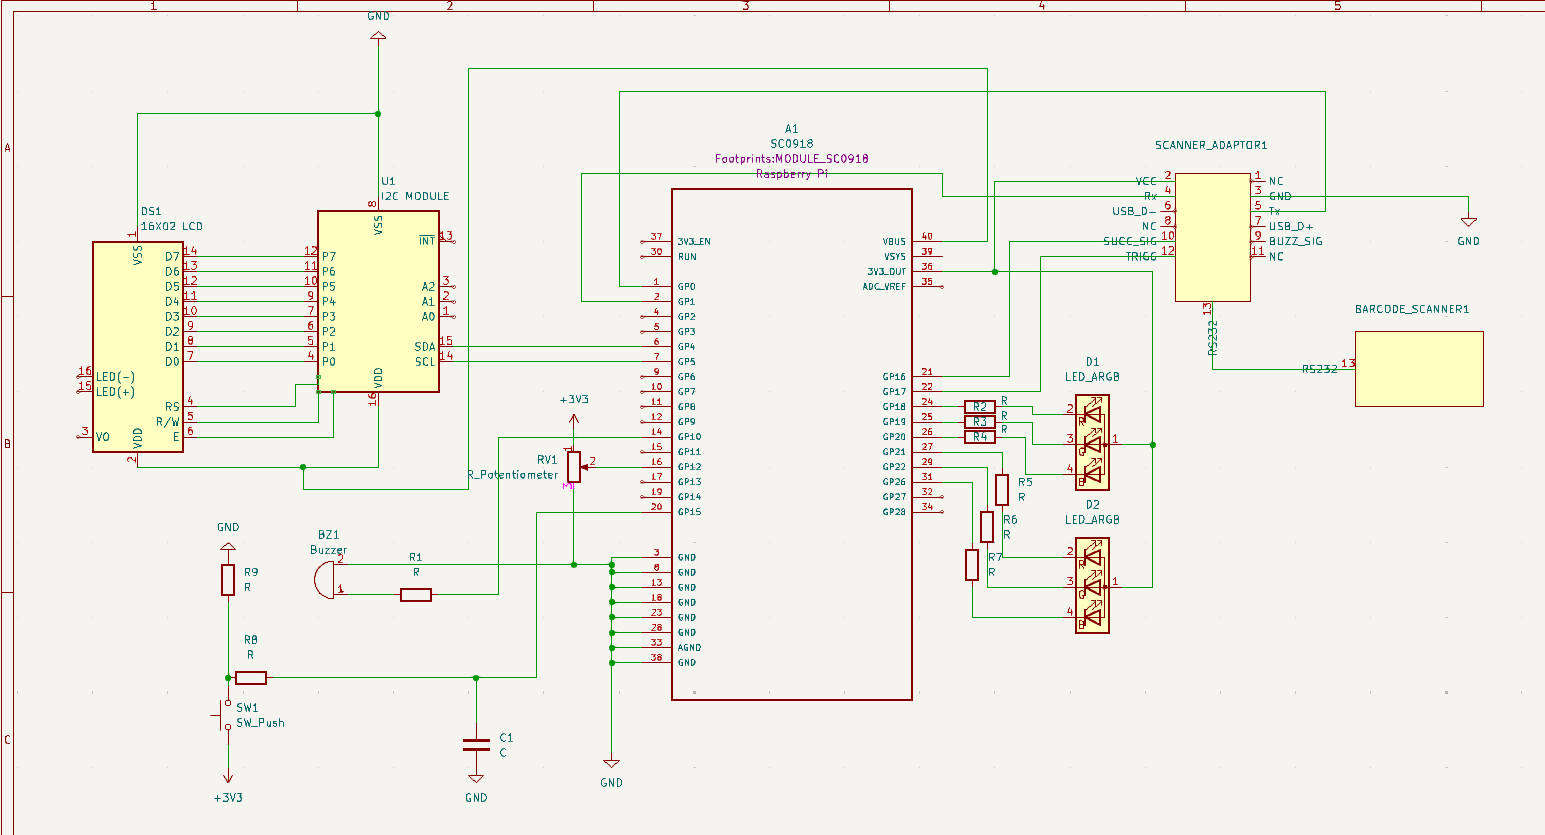 1 2 3 4 5
A
B
C
GND
DS1
16X02 LCD
VSS
1
D7 14
D6 13
D5 12
D4 11
D3 10
D2 9
D1 8
D0 7
16 LED(-)
15 LED(+)
RS 4
R/W 5
E 6
3 VO
VDD
2
U1
I2C MODULE
8
VSS
12 P7
11 P6
10 P5
9 P4
7 P3
6 P2
5 P1
4 P0
INT 13
A2 3
A1 2
A0 1
SDA 15
SCL 14
VDD
16
+3V3
RV1
R_Potentiometer
1
2
3
BZ1
Buzzer
2
1
R1
R
GND
R9
R
R8
R
SW1
SW_Push
+3V3
C1
C
GND
GND
A1
SC0918
Footprints:MODULE_SC0918
Raspberry Pi
37 3V3_EN
30 RUN
1 GP0
2 GP1
4 GP2
5 GP3
6 GP4
7 GP5
9 GP6
10 GP7
11 GP8
12 GP9
14 GP10
15 GP11
16 GP12
17 GP13
19 GP14
20 GP15
3 GND
8 GND
13 GND
18 GND
23 GND
28 GND
33 AGND
38 GND
VBUS 40
VSYS 39
3V3_OUT 36
ADC_VREF 35
GP16 21
GP17 22
GP18 24
GP19 25
GP20 26
GP21 27
GP22 29
GP26 31
GP27 32
GP28 34
R2 R
R3 R
R4 R
R5
R
R6
R
R7
R
D1
LED_ARGB
2 R
3 G 1
4 B
D2
LED_ARGB
2 R
3 G 1
4 B
SCANNER_ADAPTOR1
VCC 2
Rx 4
USB_D- 6
NC 8
SUCC_SIG 10
TRIGG 12
1 NC
3 GND
5 Tx
7 USB_D+
9 BUZZ_SIG
11 NC
13
RS232
GND
BARCODE_SCANNER1
RS232 13